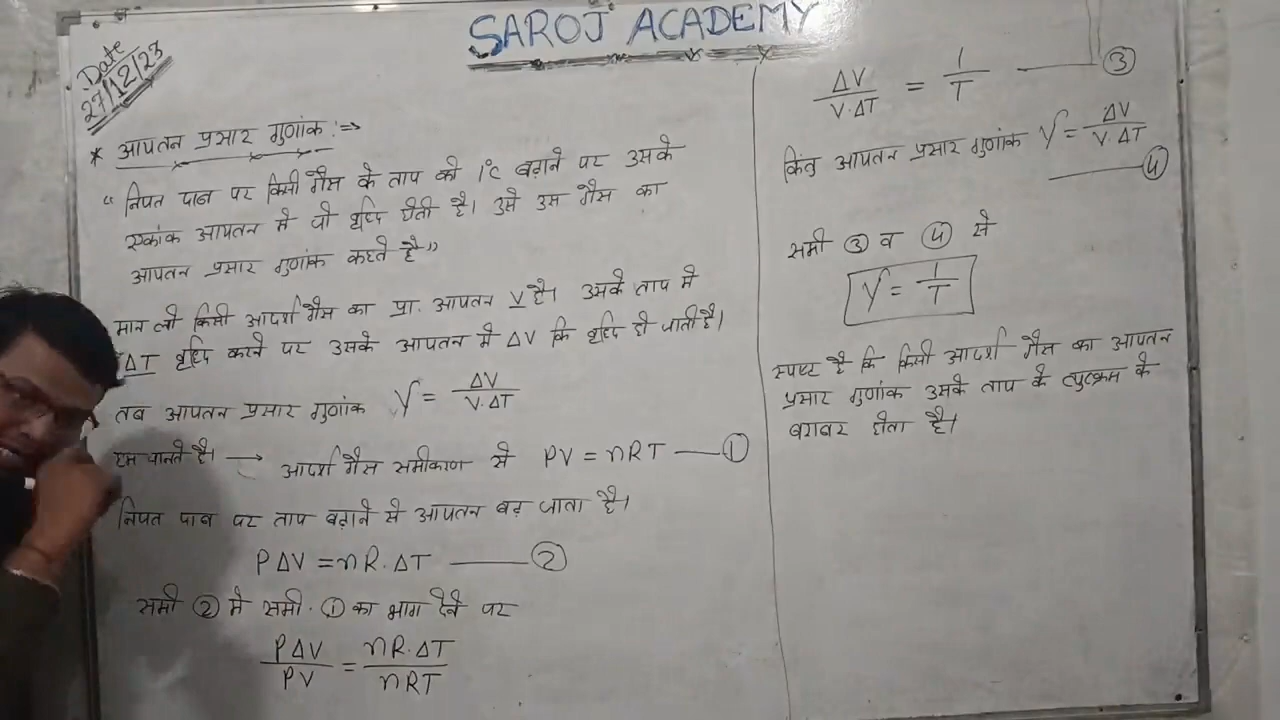 SAROJ ACADEMY
Date
27/12/23
* आपतन प्रसार गुणांक :⇒
“ नियत दाब पर किसी गैस के ताप को 1°C बढ़ाने पर उसके
एकांक आयतन मे जो वृद्धि होती है। उसे उस गैस का
आयतन प्रसार गुणांक कहते है”
मान लो किसी आदर्श गैस का प्रा. आयतन V है। उसके ताप मे
ΔT वृद्धि करने पर उसके आयतन मे ΔV कि वृद्धि हो जाती है।
तब आयतन प्रसार गुणांक γ = ΔV / V·ΔT
हम जानते है। → आदर्श गैस समीकरण से PV = nRT — ①
नियत दाब पर ताप बढ़ाने से आयतन बढ़ जाता है।
PΔV = nR·ΔT — ②
समी ② मे समी. ① का भाग देने पर
PΔV / PV = nR·ΔT / nRT
ΔV / V·ΔT = 1 / T — ③
किंतु आयतन प्रसार गुणांक γ = ΔV / V·ΔT — ④
समी ③ व ④ से
γ = 1 / T
स्पष्ट है कि किसी आदर्श गैस का आयतन
प्रसार गुणांक उसके ताप के व्युत्क्रम के
बराबर होता है।